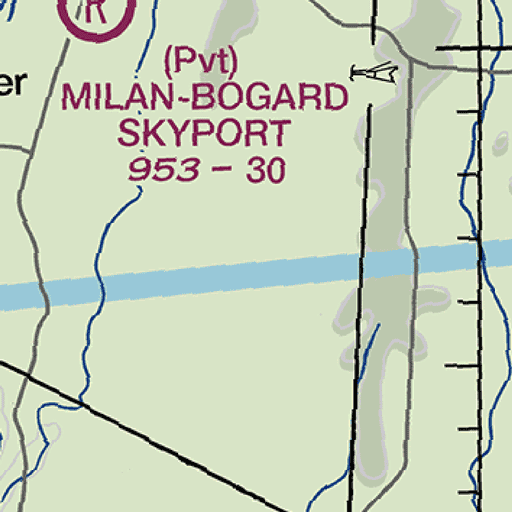 R
(Pvt)
er
MILAN-BOGARD
SKYPORT
953 - 30